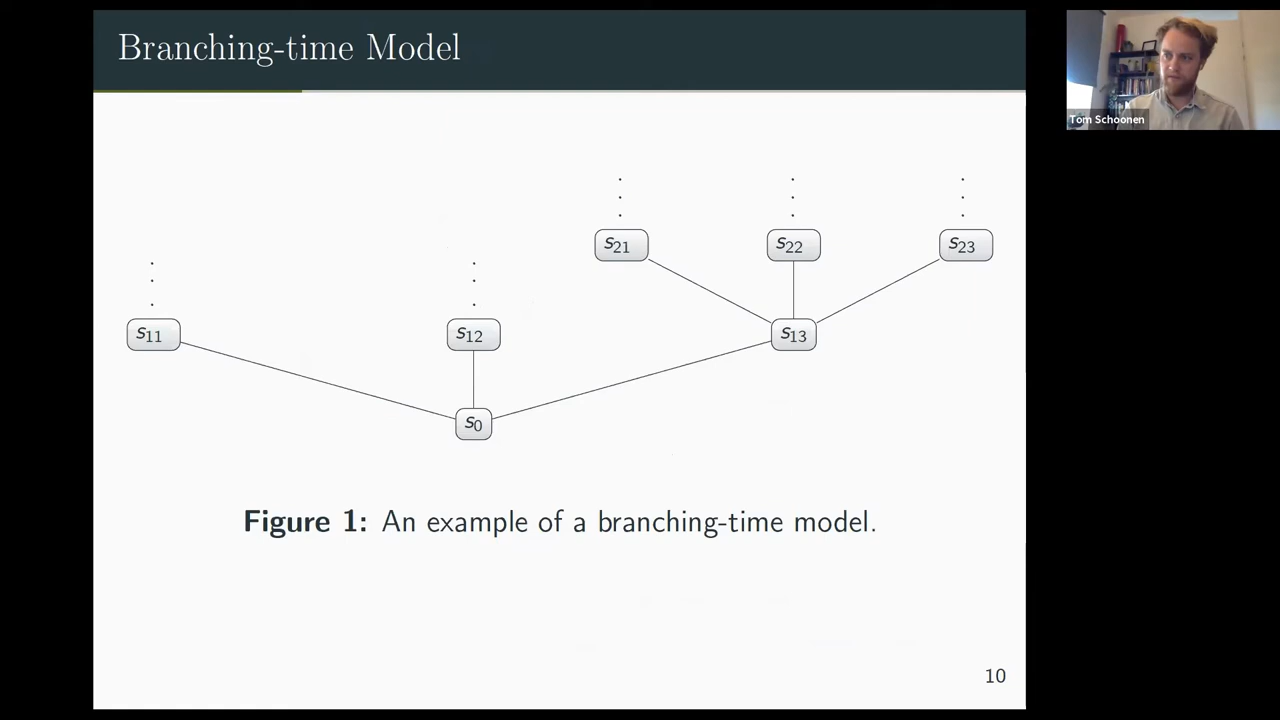 Branching-time Model
Tom Schoonen
s21 s22 s23
s11 s12 s13
s0
Figure 1: An example of a branching-time model.
10